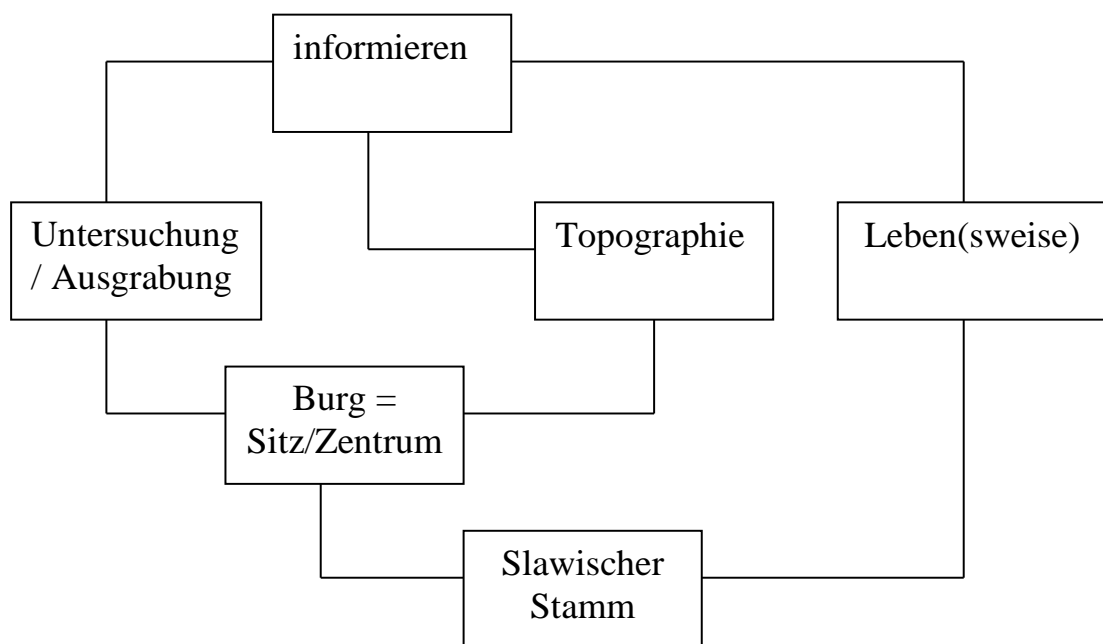 informieren
Untersuchung
/ Ausgrabung
Topographie
Leben(sweise)
Burg =
Sitz/Zentrum
Slawischer
Stamm